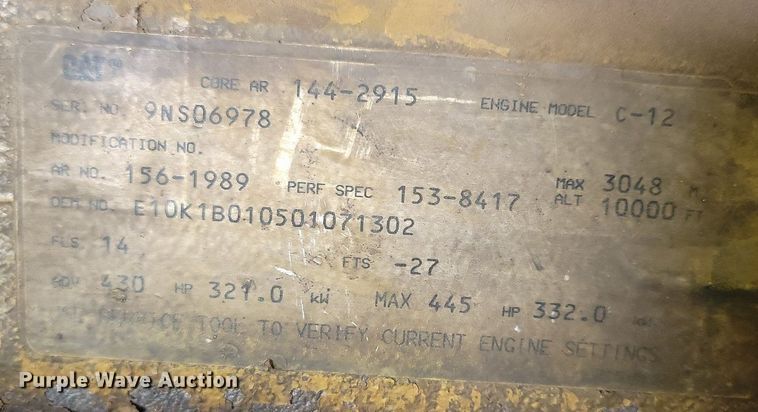 CAT®
CORE AR 144-2915 ENGINE MODEL C-12
SER. NO. 9NS06978
MODIFICATION NO.
AR NO. 156-1989 PERF SPEC 153-8417 MAX ALT 3048 M 10000 FT
OEM NO. E10K1B010501071302
FLS 14 FTS -27
ADV 430 HP 321.0 kW MAX 445 HP 332.0
SERVICE TOOL TO VERIFY CURRENT ENGINE SETTINGS
Purple Wave Auction